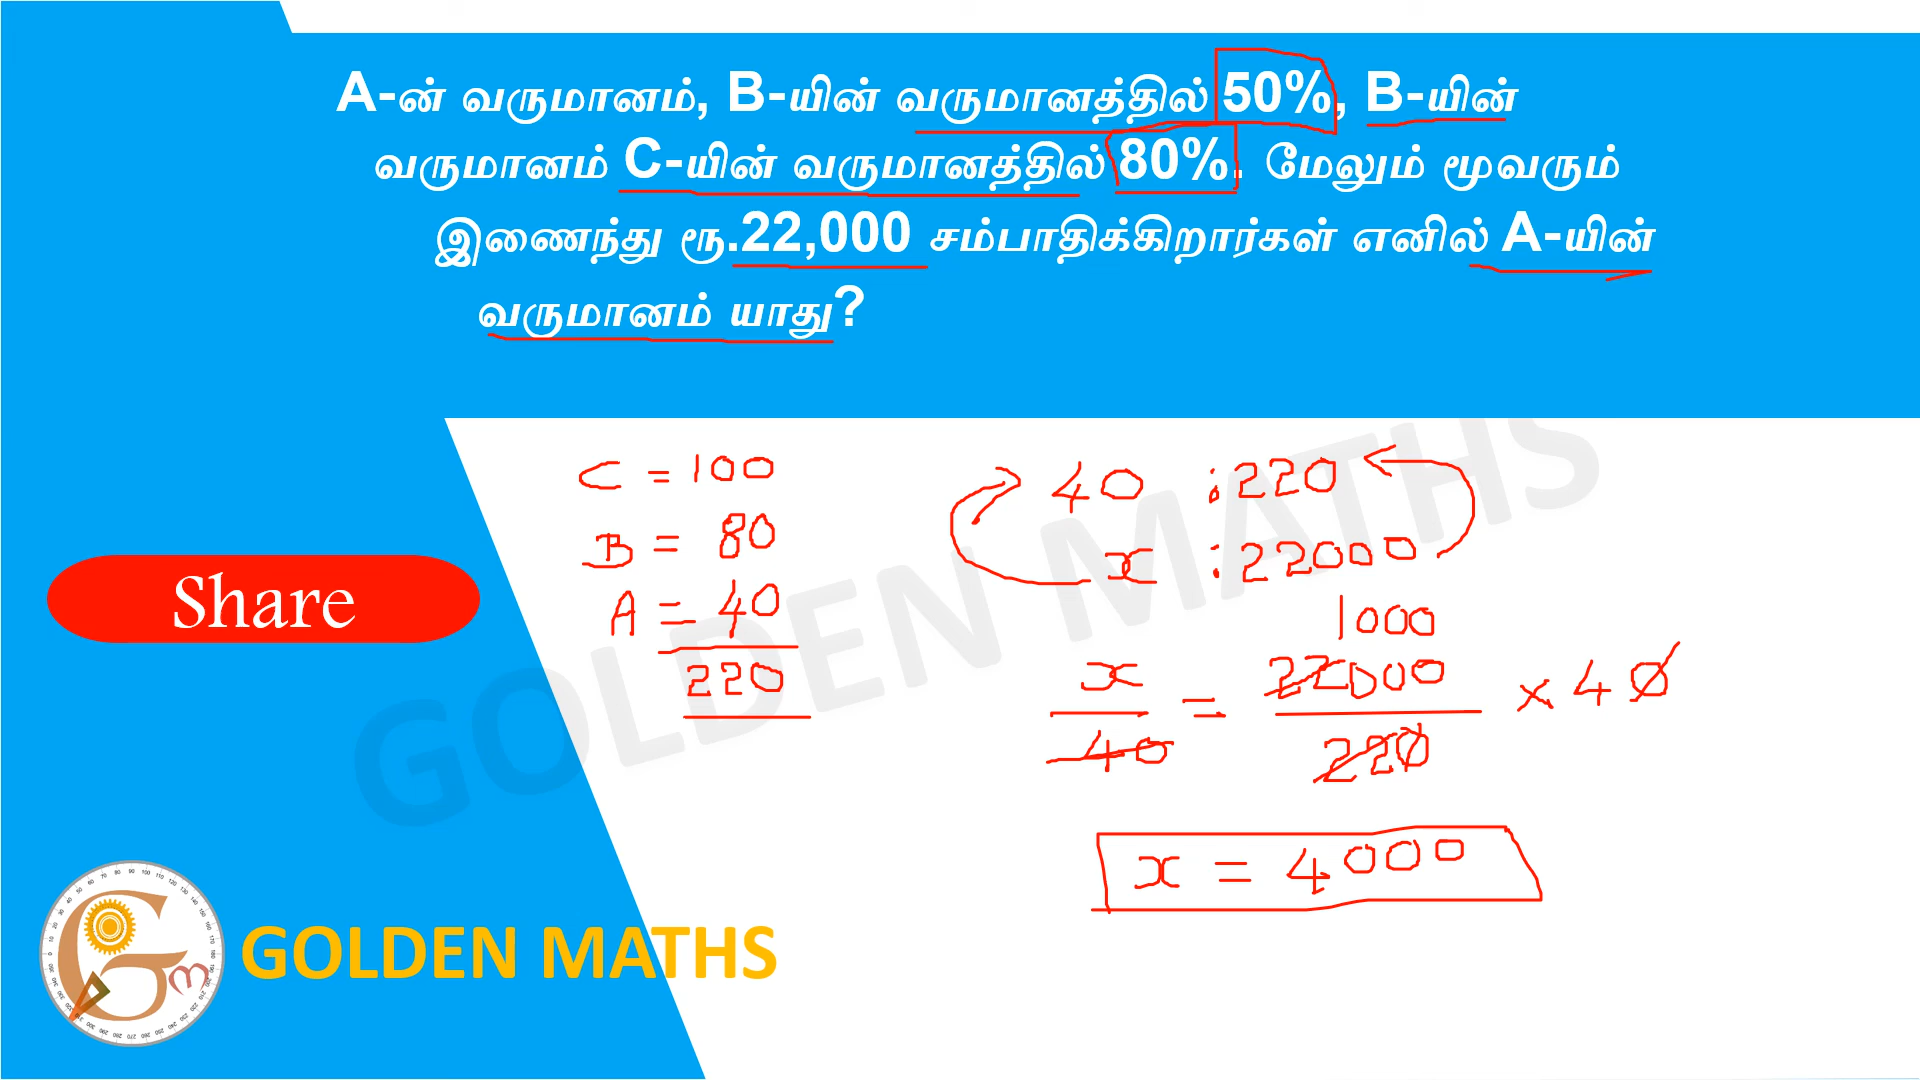 A-ன் வருமானம், B-யின் வருமானத்தில் 50%, B-யின்
வருமானம் C-யின் வருமானத்தில் 80%. மேலும் மூவரும்
இணைந்து ரூ.22,000 சம்பாதிக்கிறார்கள் எனில் A-யின்
வருமானம் யாது?
C = 100
B = 80
A = 40
220
40 : 220
x : 22000
1000
x/40 = 22000/220 × 40
x = 4000
Share
GOLDEN MATHS
GOLDEN MATHS
Gm